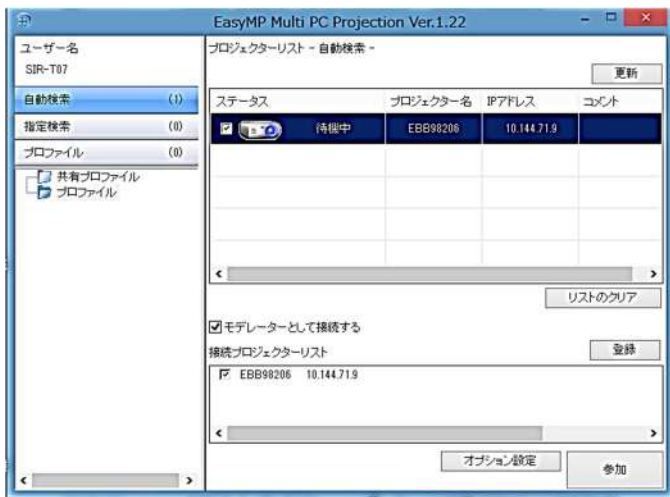 EasyMP Multi PC Projection Ver.1.22
ユーザー名
SIR-T07
自動検索 (1)
指定検索 (0)
プロファイル (0)
共有プロファイル
プロファイル
プロジェクターリスト - 自動検索 -
更新
ステータス プロジェクター名 IPアドレス コメント
待機中 EBB98206 10.144.71.9
リストのクリア
モデレーターとして接続する
接続プロジェクターリスト
登録
EBB98206 10.144.71.9
オプション設定
参加